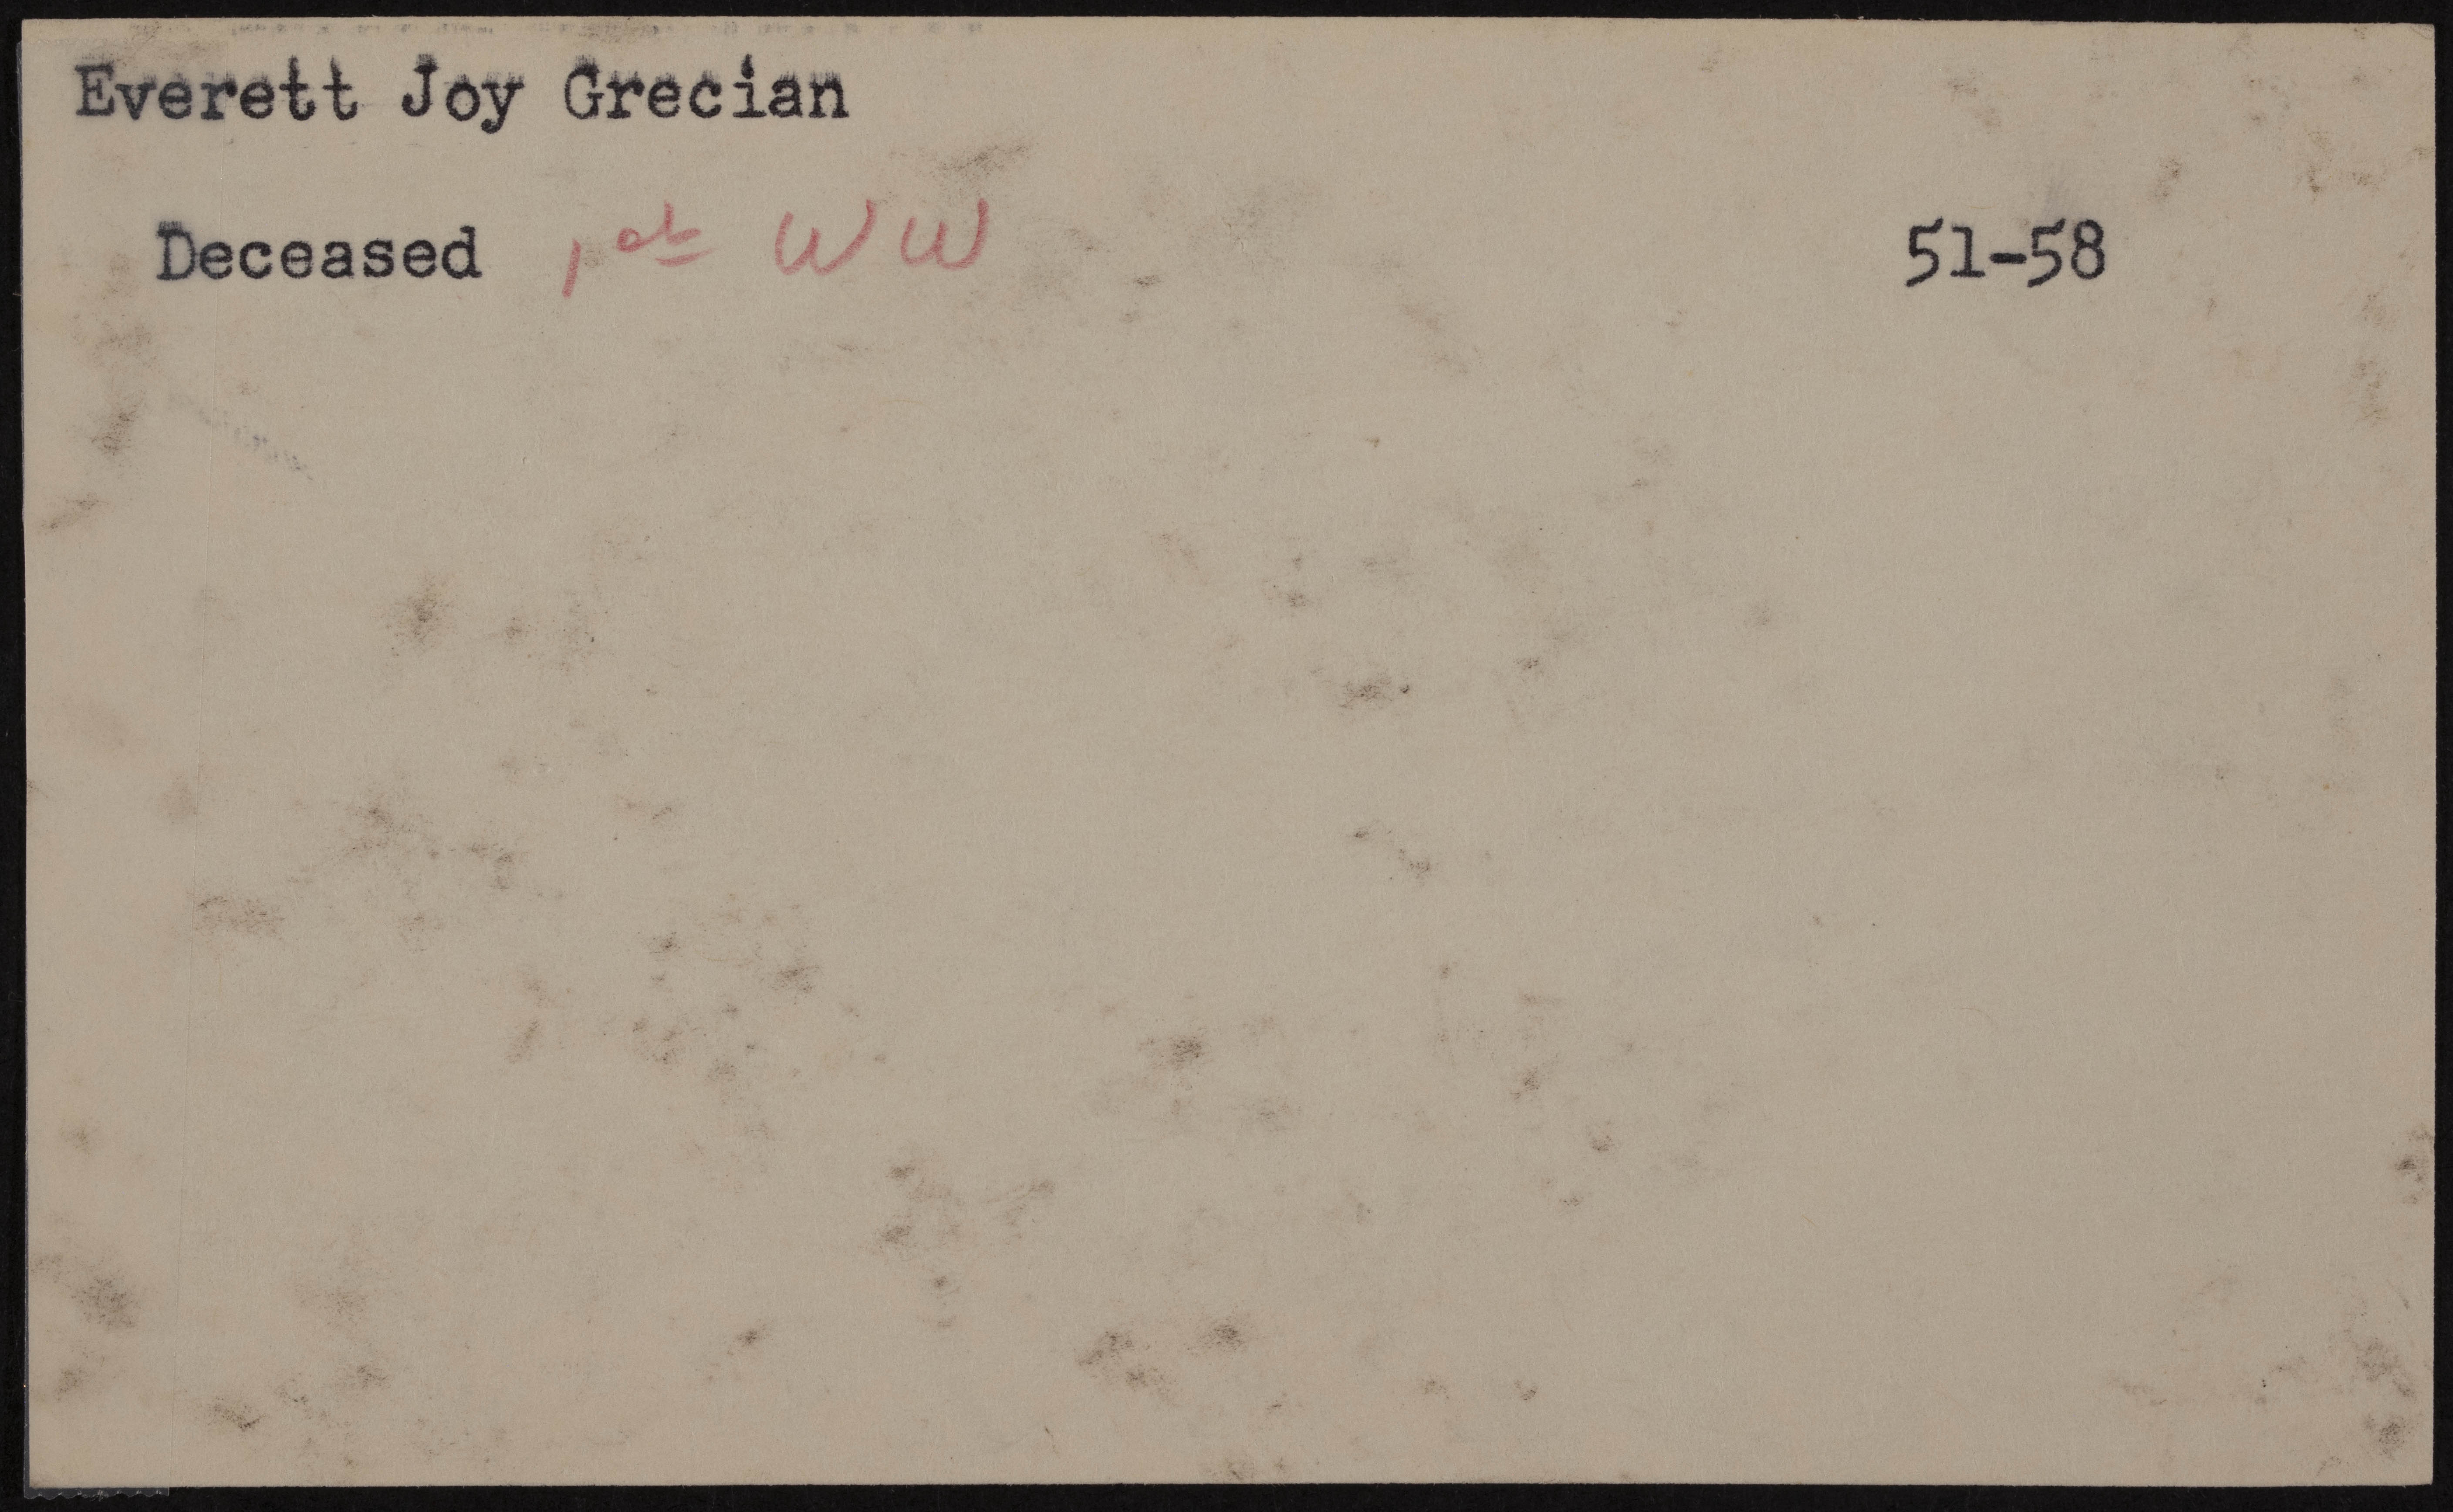 Everett Joy Grecian
Deceased 1st WW 51-58